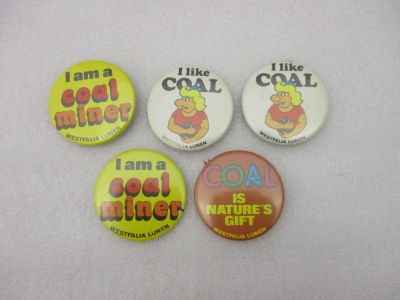 I am a
coal
miner
WESTFALIA LUNEN
I like
COAL
WESTFALIA LUNEN
I like
COAL
WESTFALIA LUNEN
I am a
coal
miner
WESTFALIA LUNEN
COAL
IS
NATURE'S
GIFT
WESTFALIA LUNEN